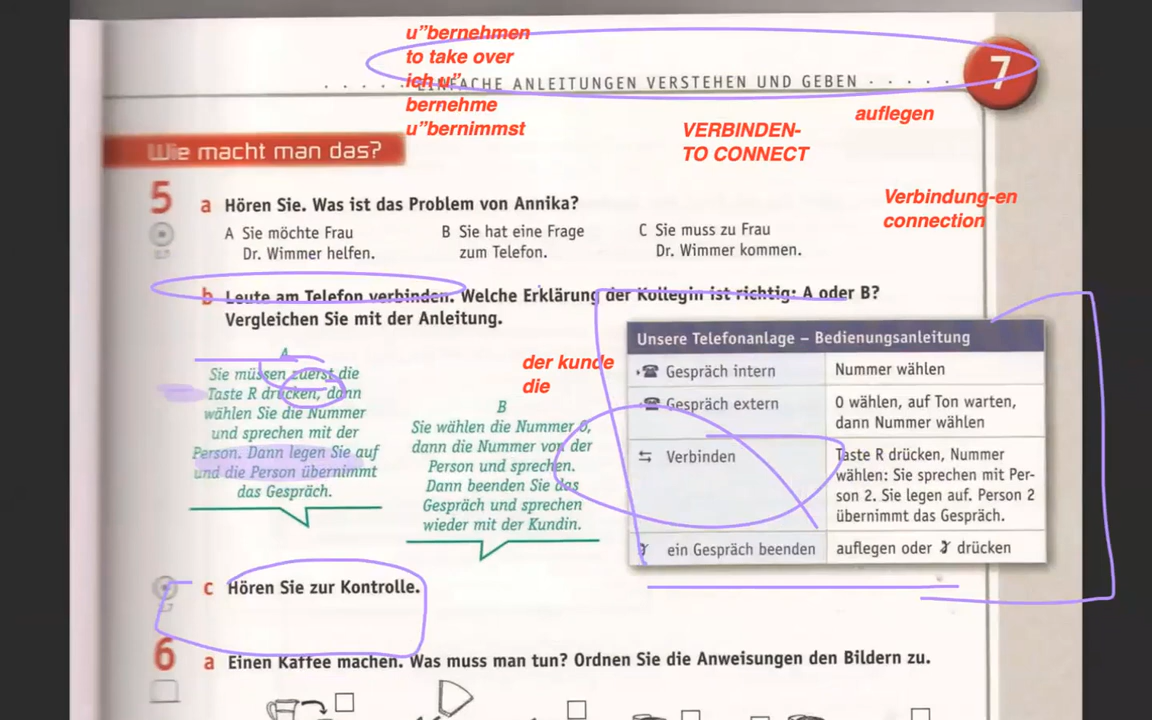 u"bernehmen
to take over
ich u"
bernehme
u"bernimmst
EINFACHE ANLEITUNGEN VERSTEHEN UND GEBEN
7
auflegen
VERBINDEN-
TO CONNECT
Verbindung-en
connection
Wie macht man das?
5 a Hören Sie. Was ist das Problem von Annika?
A Sie möchte Frau
Dr. Wimmer helfen.
B Sie hat eine Frage
zum Telefon.
C Sie muss zu Frau
Dr. Wimmer kommen.
b Leute am Telefon verbinden. Welche Erklärung der Kollegin ist richtig: A oder B?
Vergleichen Sie mit der Anleitung.
A
Sie müssen zuerst die
Taste R drücken, dann
wählen Sie die Nummer
und sprechen mit der
Person. Dann legen Sie auf
und die Person übernimmt
das Gespräch.
der kunde
die
B
Sie wählen die Nummer 0,
dann die Nummer von der
Person und sprechen.
Dann beenden Sie das
Gespräch und sprechen
wieder mit der Kundin.
Unsere Telefonanlage – Bedienungsanleitung
Gespräch intern
Nummer wählen
Gespräch extern
0 wählen, auf Ton warten,
dann Nummer wählen
Verbinden
Taste R drücken, Nummer
wählen: Sie sprechen mit Per-
son 2. Sie legen auf. Person 2
übernimmt das Gespräch.
ein Gespräch beenden
auflegen oder drücken
c Hören Sie zur Kontrolle.
6 a Einen Kaffee machen. Was muss man tun? Ordnen Sie die Anweisungen den Bildern zu.